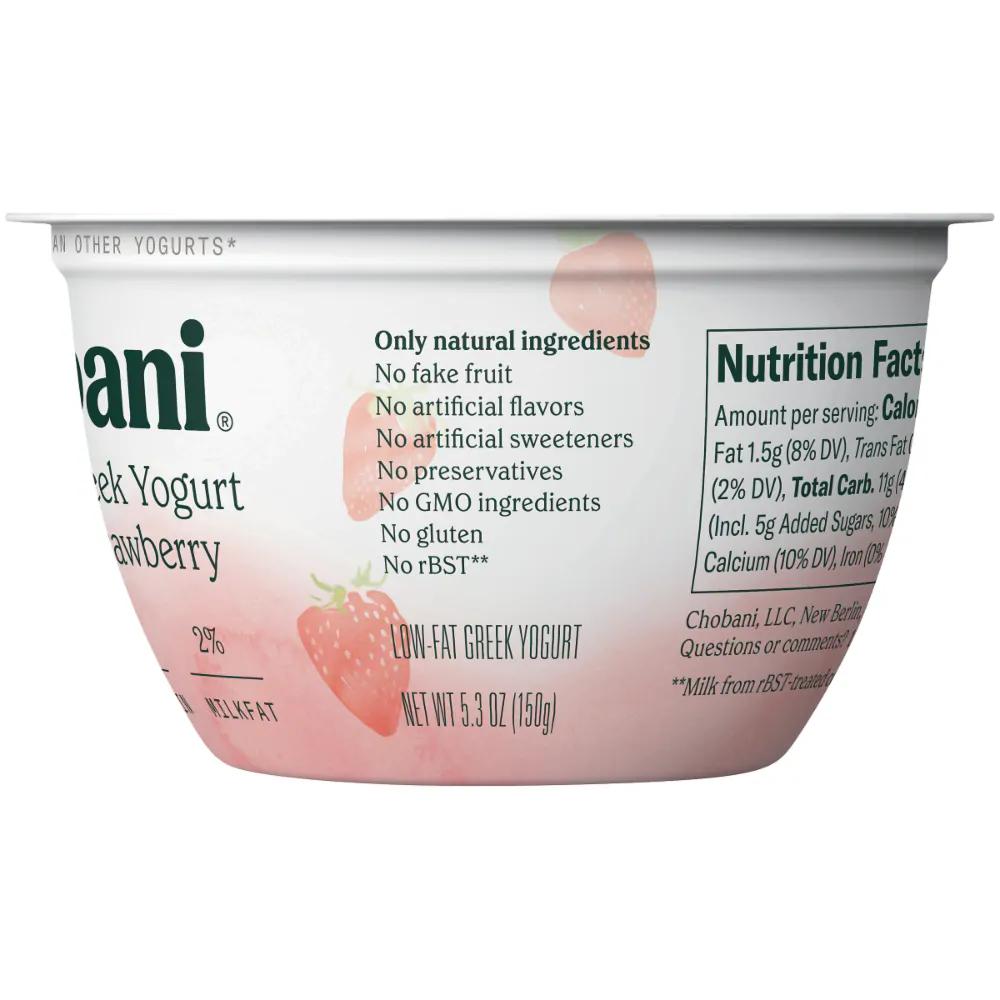 AN OTHER YOGURTS*
bani®
eek Yogurt
awberry
2%
MILKFAT
Only natural ingredients
No fake fruit
No artificial flavors
No artificial sweeteners
No preservatives
No GMO ingredients
No gluten
No rBST**
LOW-FAT GREEK YOGURT
NET WT 5.3 OZ (150g)
Nutrition Facts
Amount per serving: Calo
Fat 1.5g (8% DV), Trans Fat
(2% DV), Total Carb. 11g (4
(Incl. 5g Added Sugars, 10%
Calcium (10% DV), Iron (0%
Chobani, LLC, New Berlin,
Questions or comments?
**Milk from rBST-treated